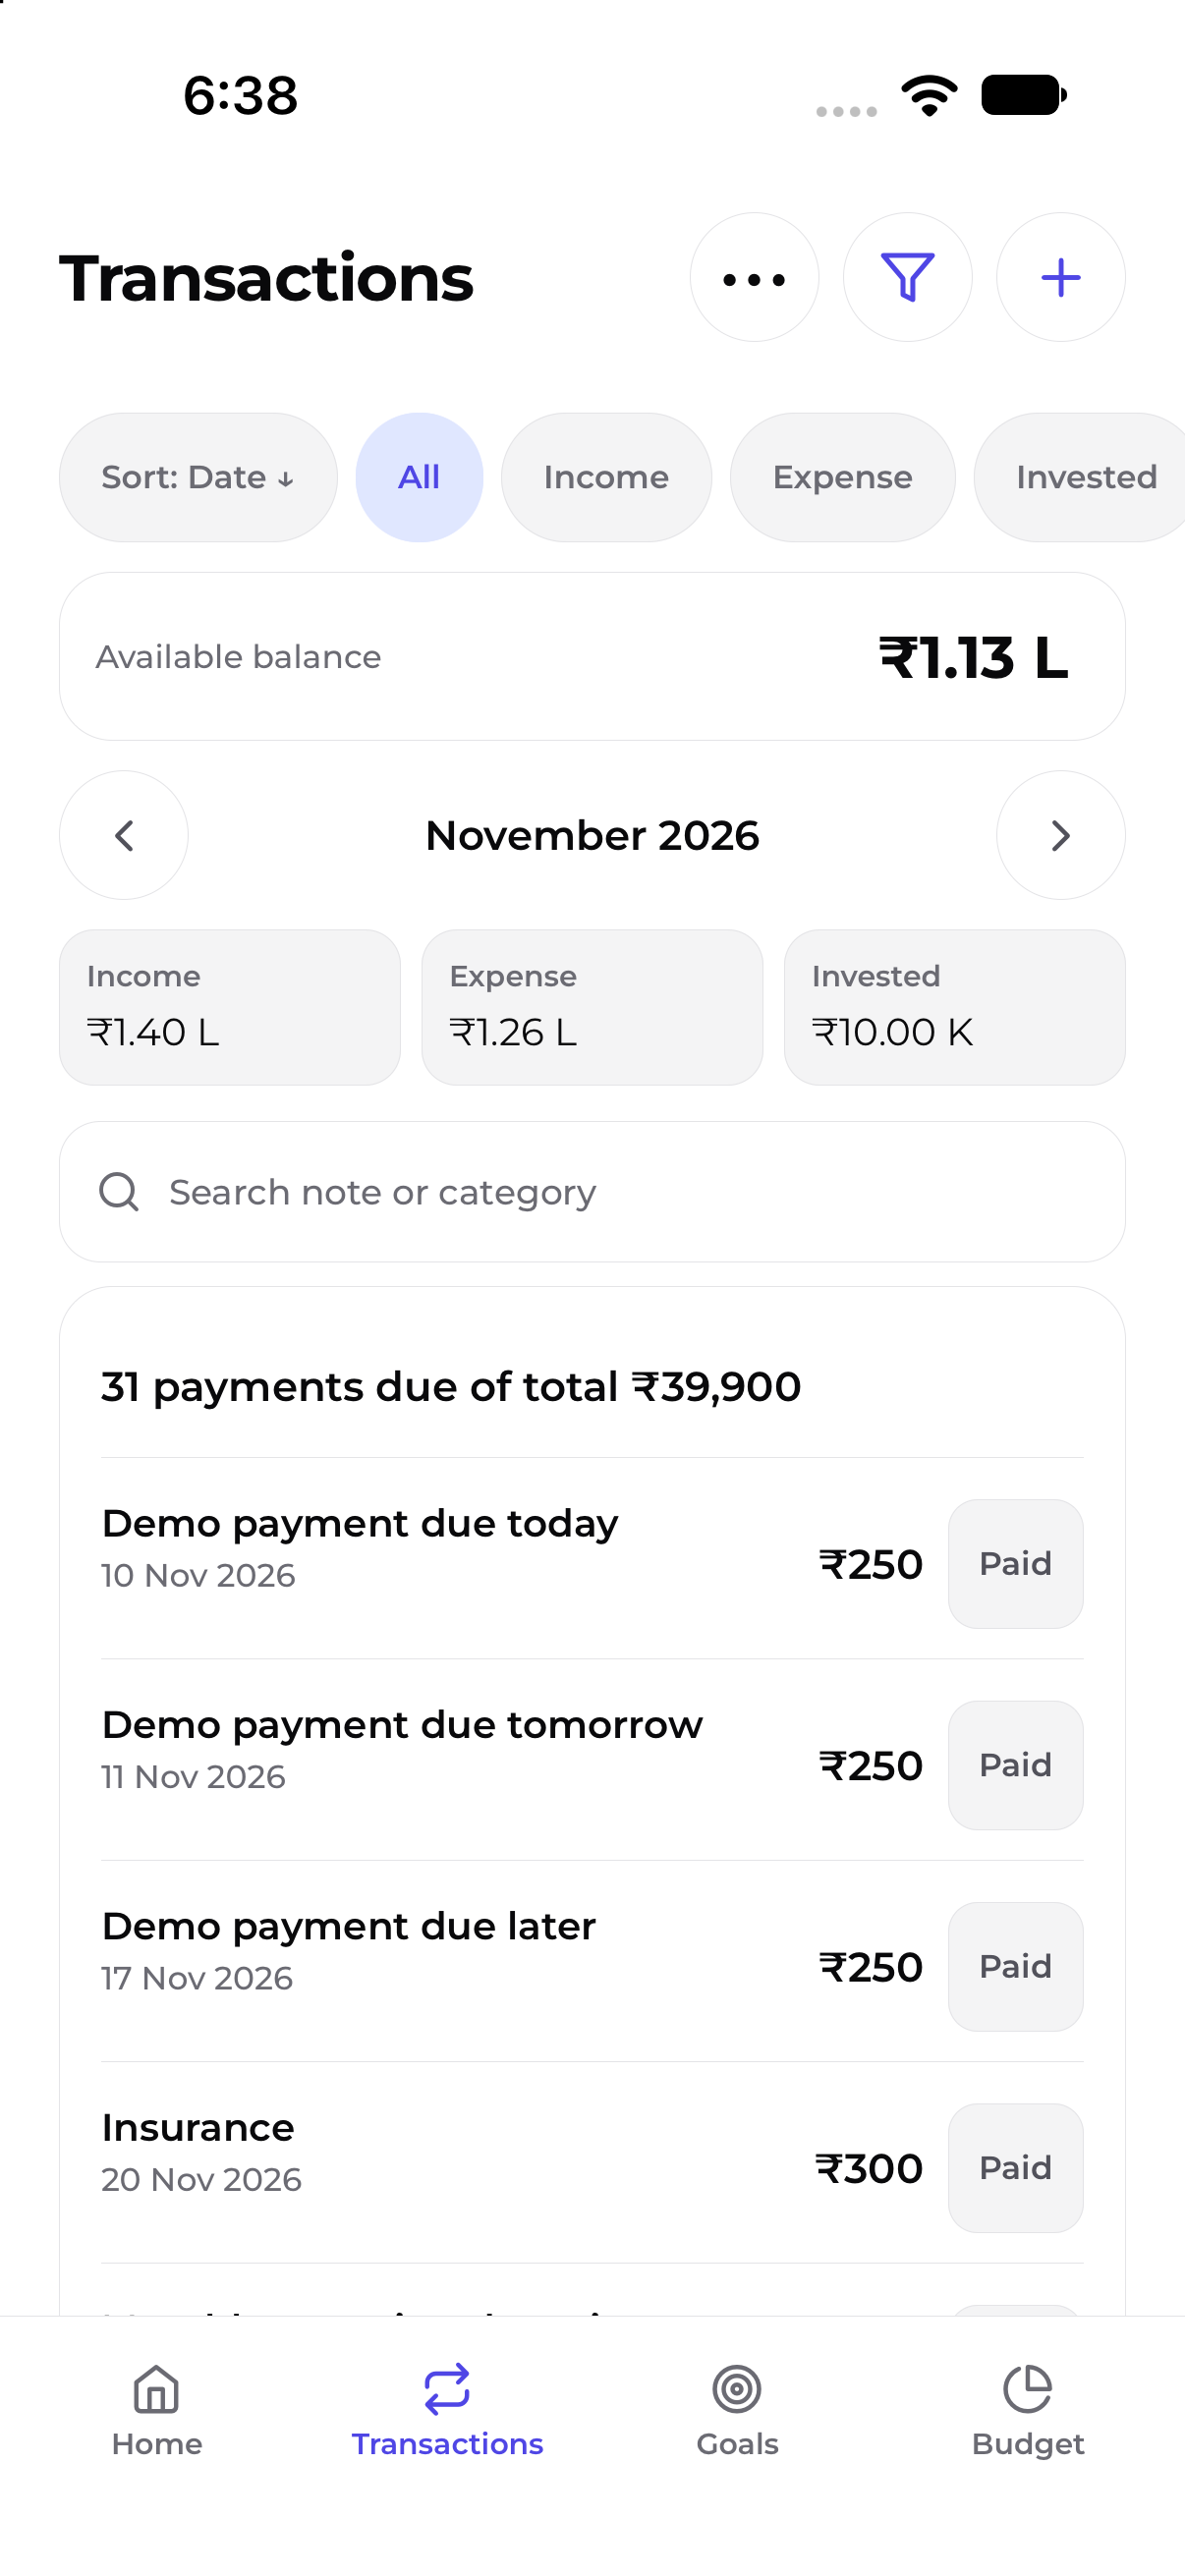 6:38
Transactions
Sort: Date ↓ All Income Expense Invested
Available balance ₹1.13 L
November 2026
Income Expense Invested
₹1.40 L ₹1.26 L ₹10.00 K
Search note or category
31 payments due of total ₹39,900
Demo payment due today
10 Nov 2026
₹250 Paid
Demo payment due tomorrow
11 Nov 2026
₹250 Paid
Demo payment due later
17 Nov 2026
₹250 Paid
Insurance
20 Nov 2026
₹300 Paid
Home Transactions Goals Budget